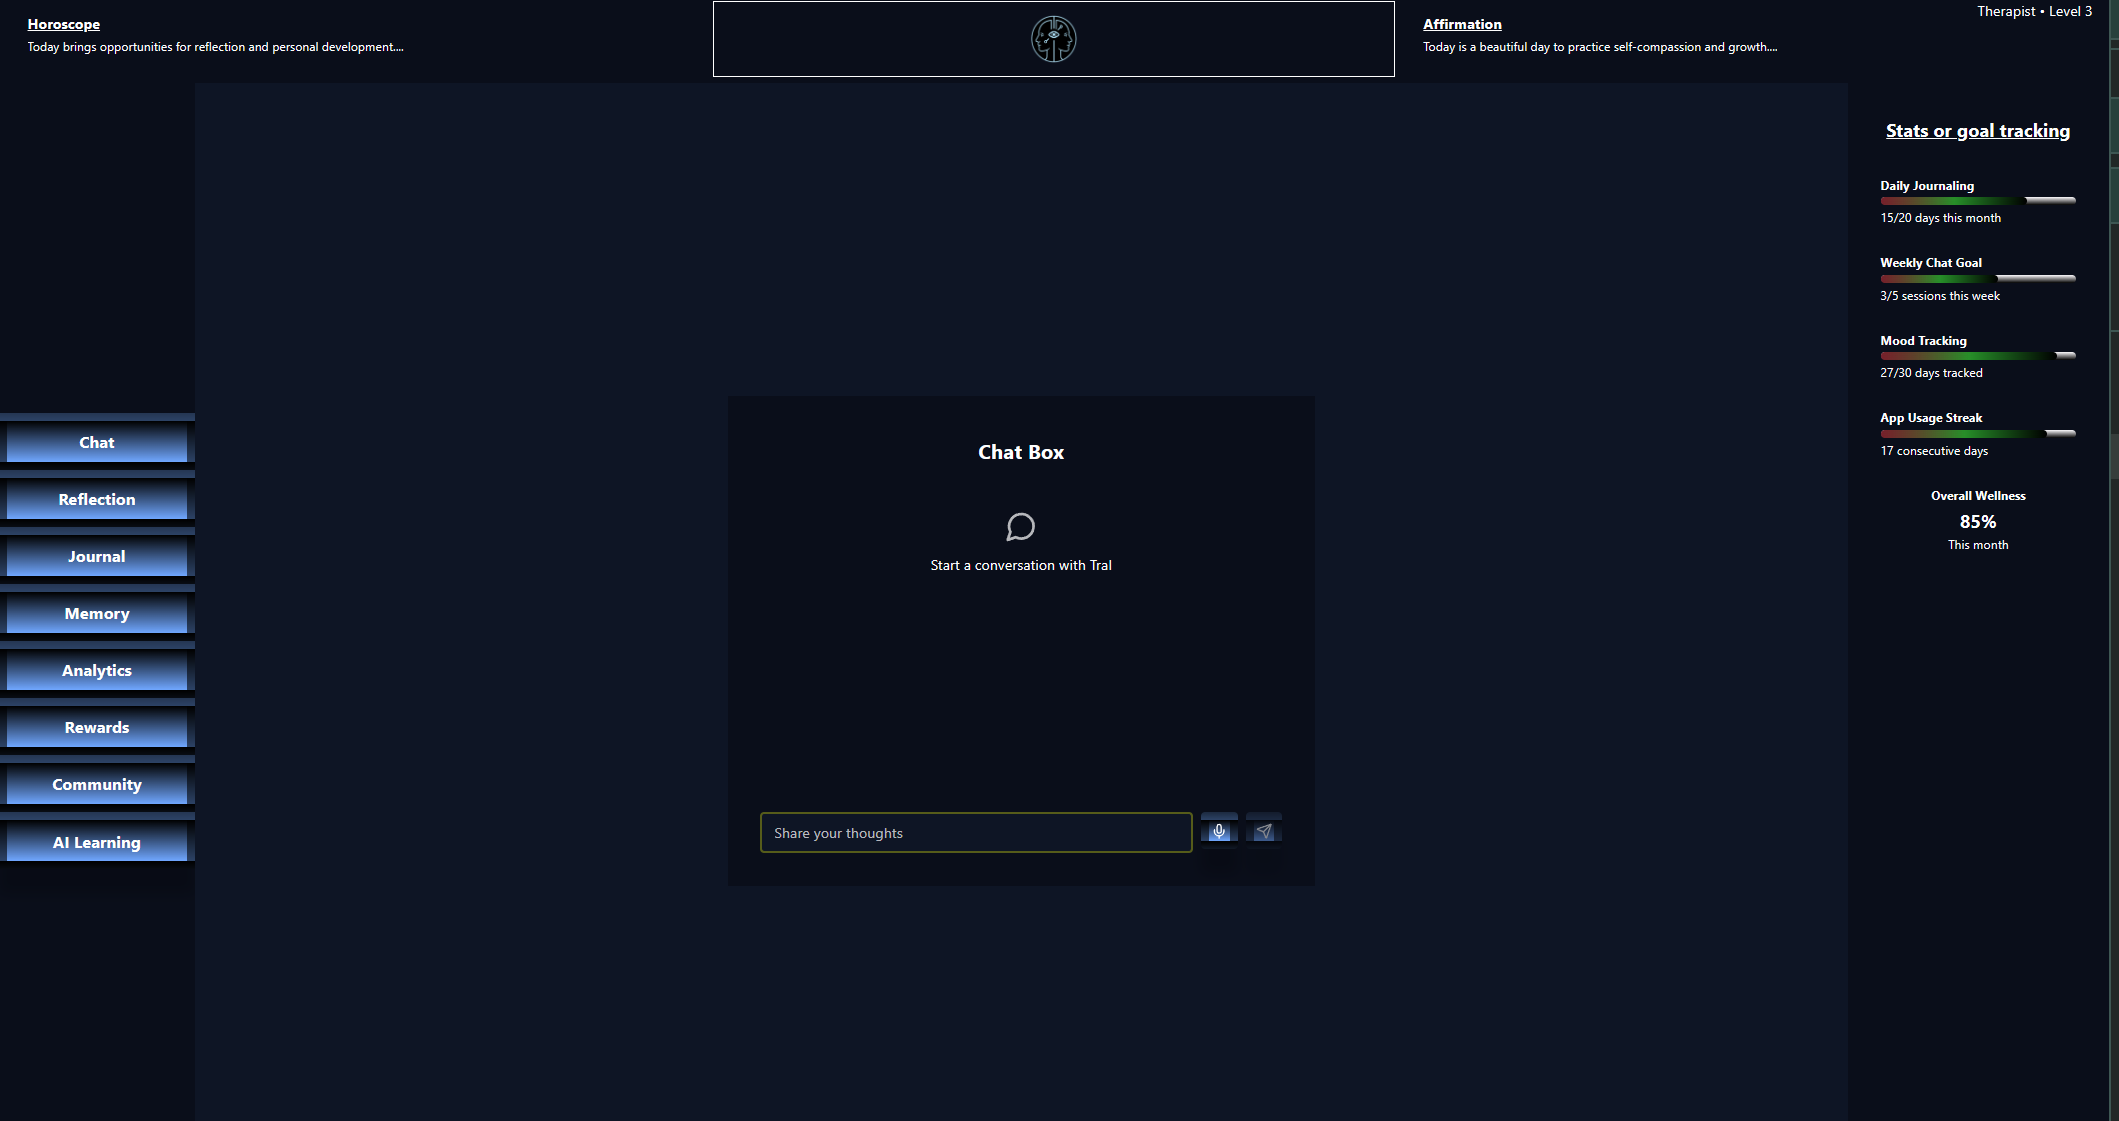 Horoscope
Today brings opportunities for reflection and personal development....
Affirmation
Today is a beautiful day to practice self-compassion and growth....
Therapist • Level 3
Chat
Reflection
Journal
Memory
Analytics
Rewards
Community
AI Learning
Chat Box
Start a conversation with TraI
Share your thoughts
Stats or goal tracking
Daily Journaling
15/20 days this month
Weekly Chat Goal
3/5 sessions this week
Mood Tracking
27/30 days tracked
App Usage Streak
17 consecutive days
Overall Wellness
85%
This month